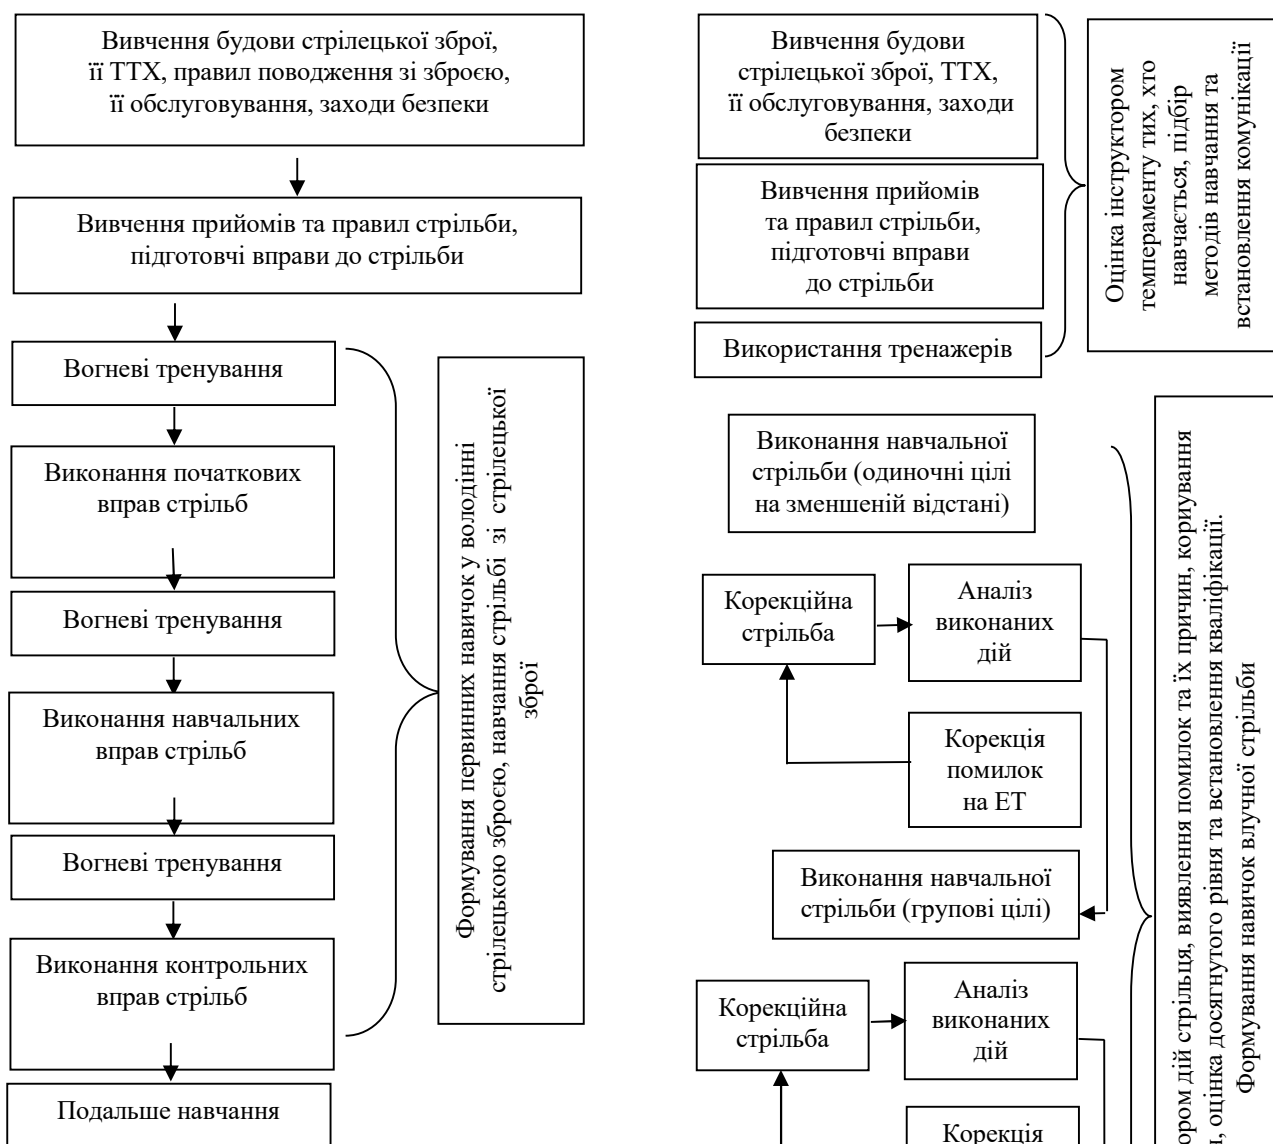 Вивчення будови стрілецької зброї,
її ТТХ, правил поводження зі зброєю,
її обслуговування, заходи безпеки
Вивчення прийомів та правил стрільби,
підготовчі вправи до стрільби
Вогневі тренування
Виконання початкових
вправ стрільб
Вогневі тренування
Виконання навчальних
вправ стрільб
Вогневі тренування
Виконання контрольних
вправ стрільб
Подальше навчання
Формування первинних навичок у володінні
стрілецькою зброєю, навчання стрільбі зі стрілецької
зброї
Вивчення будови
стрілецької зброї, ТТХ,
її обслуговування, заходи
безпеки
Вивчення прийомів
та правил стрільби,
підготовчі вправи
до стрільби
Використання тренажерів
Оцінка інструктором
темпераменту тих, хто
навчається, підбір
методів навчання та
встановлення комунікації
Виконання навчальної
стрільби (одиночні цілі
на зменшеній відстані)
Корекційна
стрільба
Аналіз
виконаних
дій
Корекція
помилок
на ЕТ
Виконання навчальної
стрільби (групові цілі)
Корекційна
стрільба
Аналіз
виконаних
дій
Корекція
дій стрільця, виявлення помилок та їх причин, кориування
оцінка досягнутого рівня та встановлення кваліфікації.
Формування навичок влучної стрільби